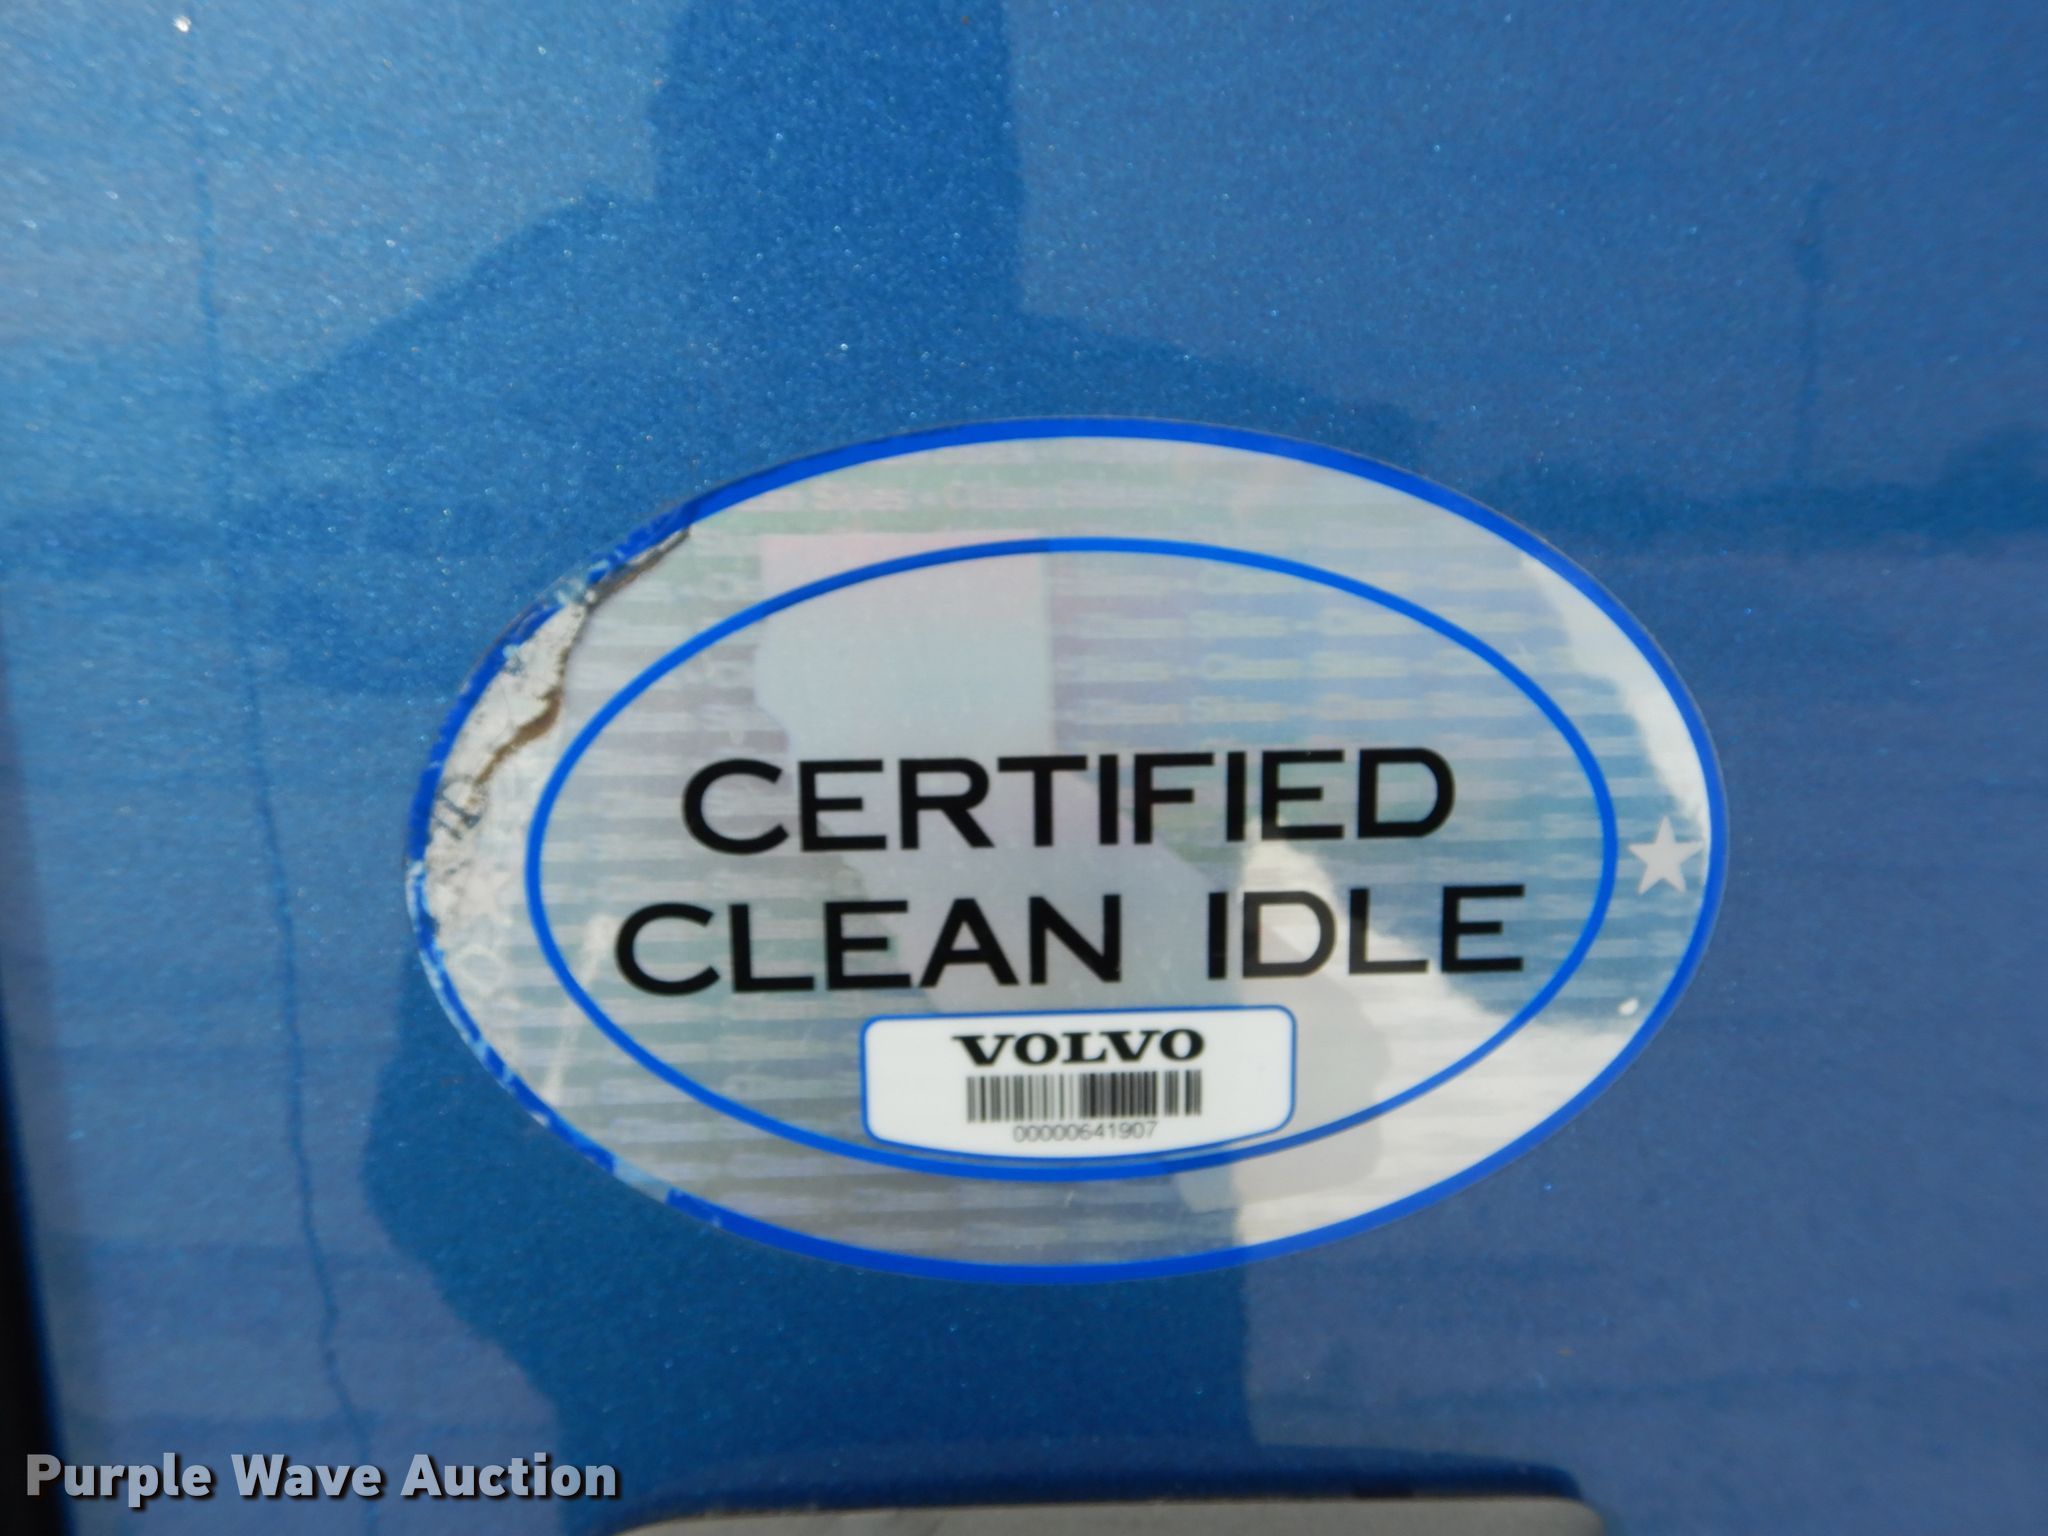 CERTIFIED
CLEAN IDLE
VOLVO
00000641907
Purple Wave Auction